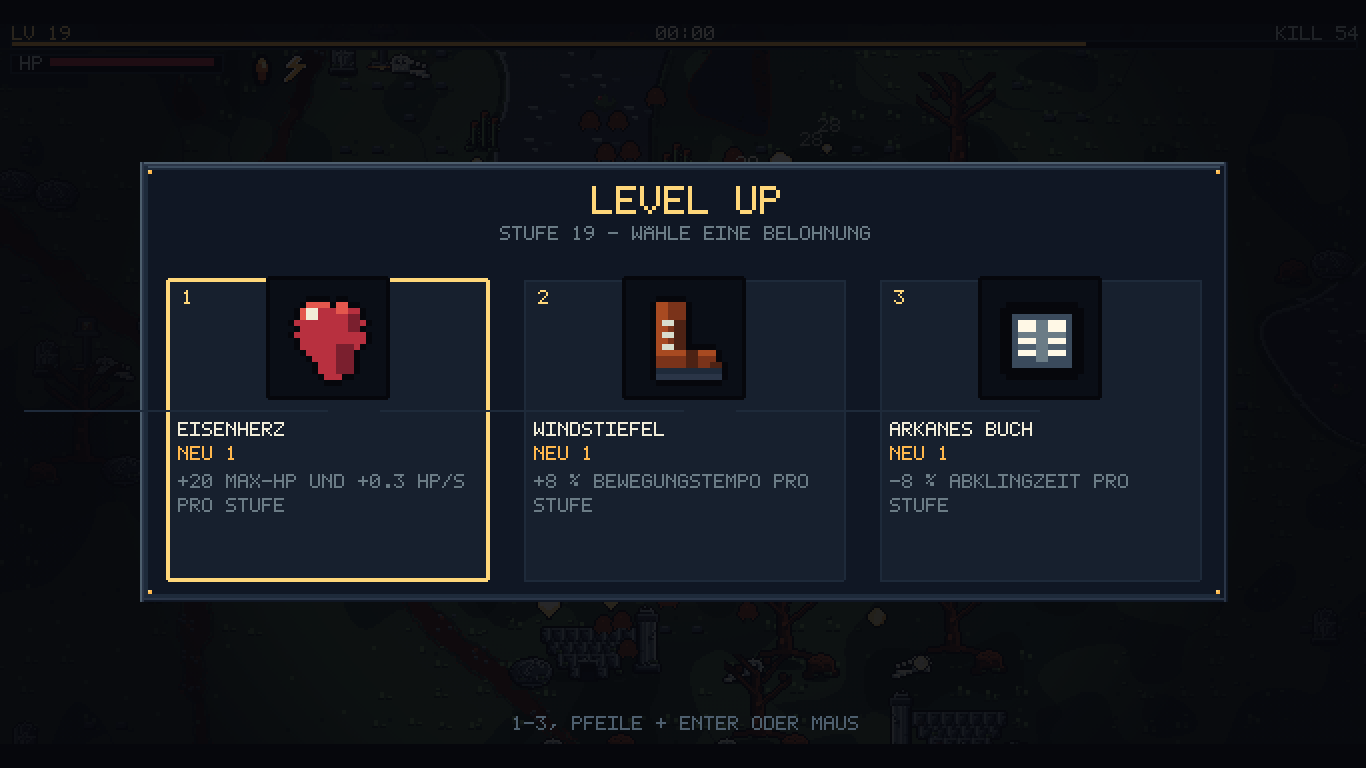 LV 19
00:00
KILL 54
HP
28
28
LEVEL UP
STUFE 19 – WÄHLE EINE BELOHNUNG
1
2
3
EISENHERZ
NEU 1
+20 MAX-HP UND +0.3 HP/S
PRO STUFE
WINDSTIEFEL
NEU 1
+8 % BEWEGUNGSTEMPO PRO
STUFE
ARKANES BUCH
NEU 1
-8 % ABKLINGZEIT PRO
STUFE
1–3, PFEILE + ENTER ODER MAUS